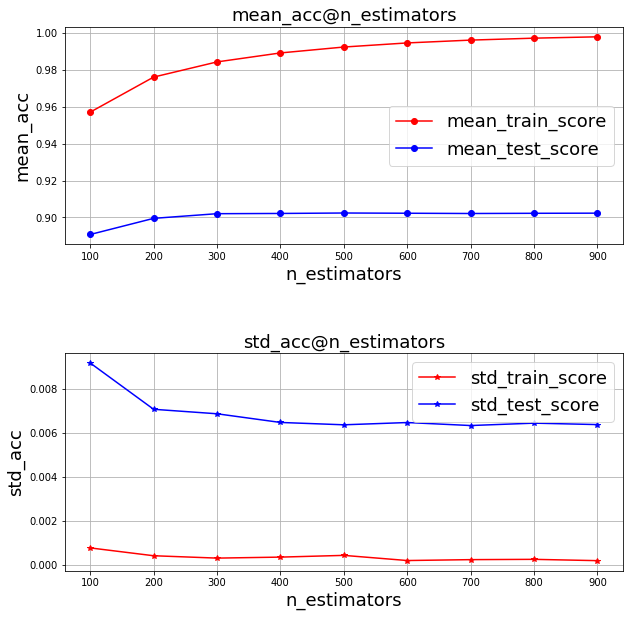 mean_acc@n_estimators
1.00
0.98
0.96
0.94
0.92
0.90
mean_acc
mean_train_score
mean_test_score
100 200 300 400 500 600 700 800 900
n_estimators
std_acc@n_estimators
0.008
0.006
0.004
0.002
0.000
std_acc
std_train_score
std_test_score
100 200 300 400 500 600 700 800 900
n_estimators